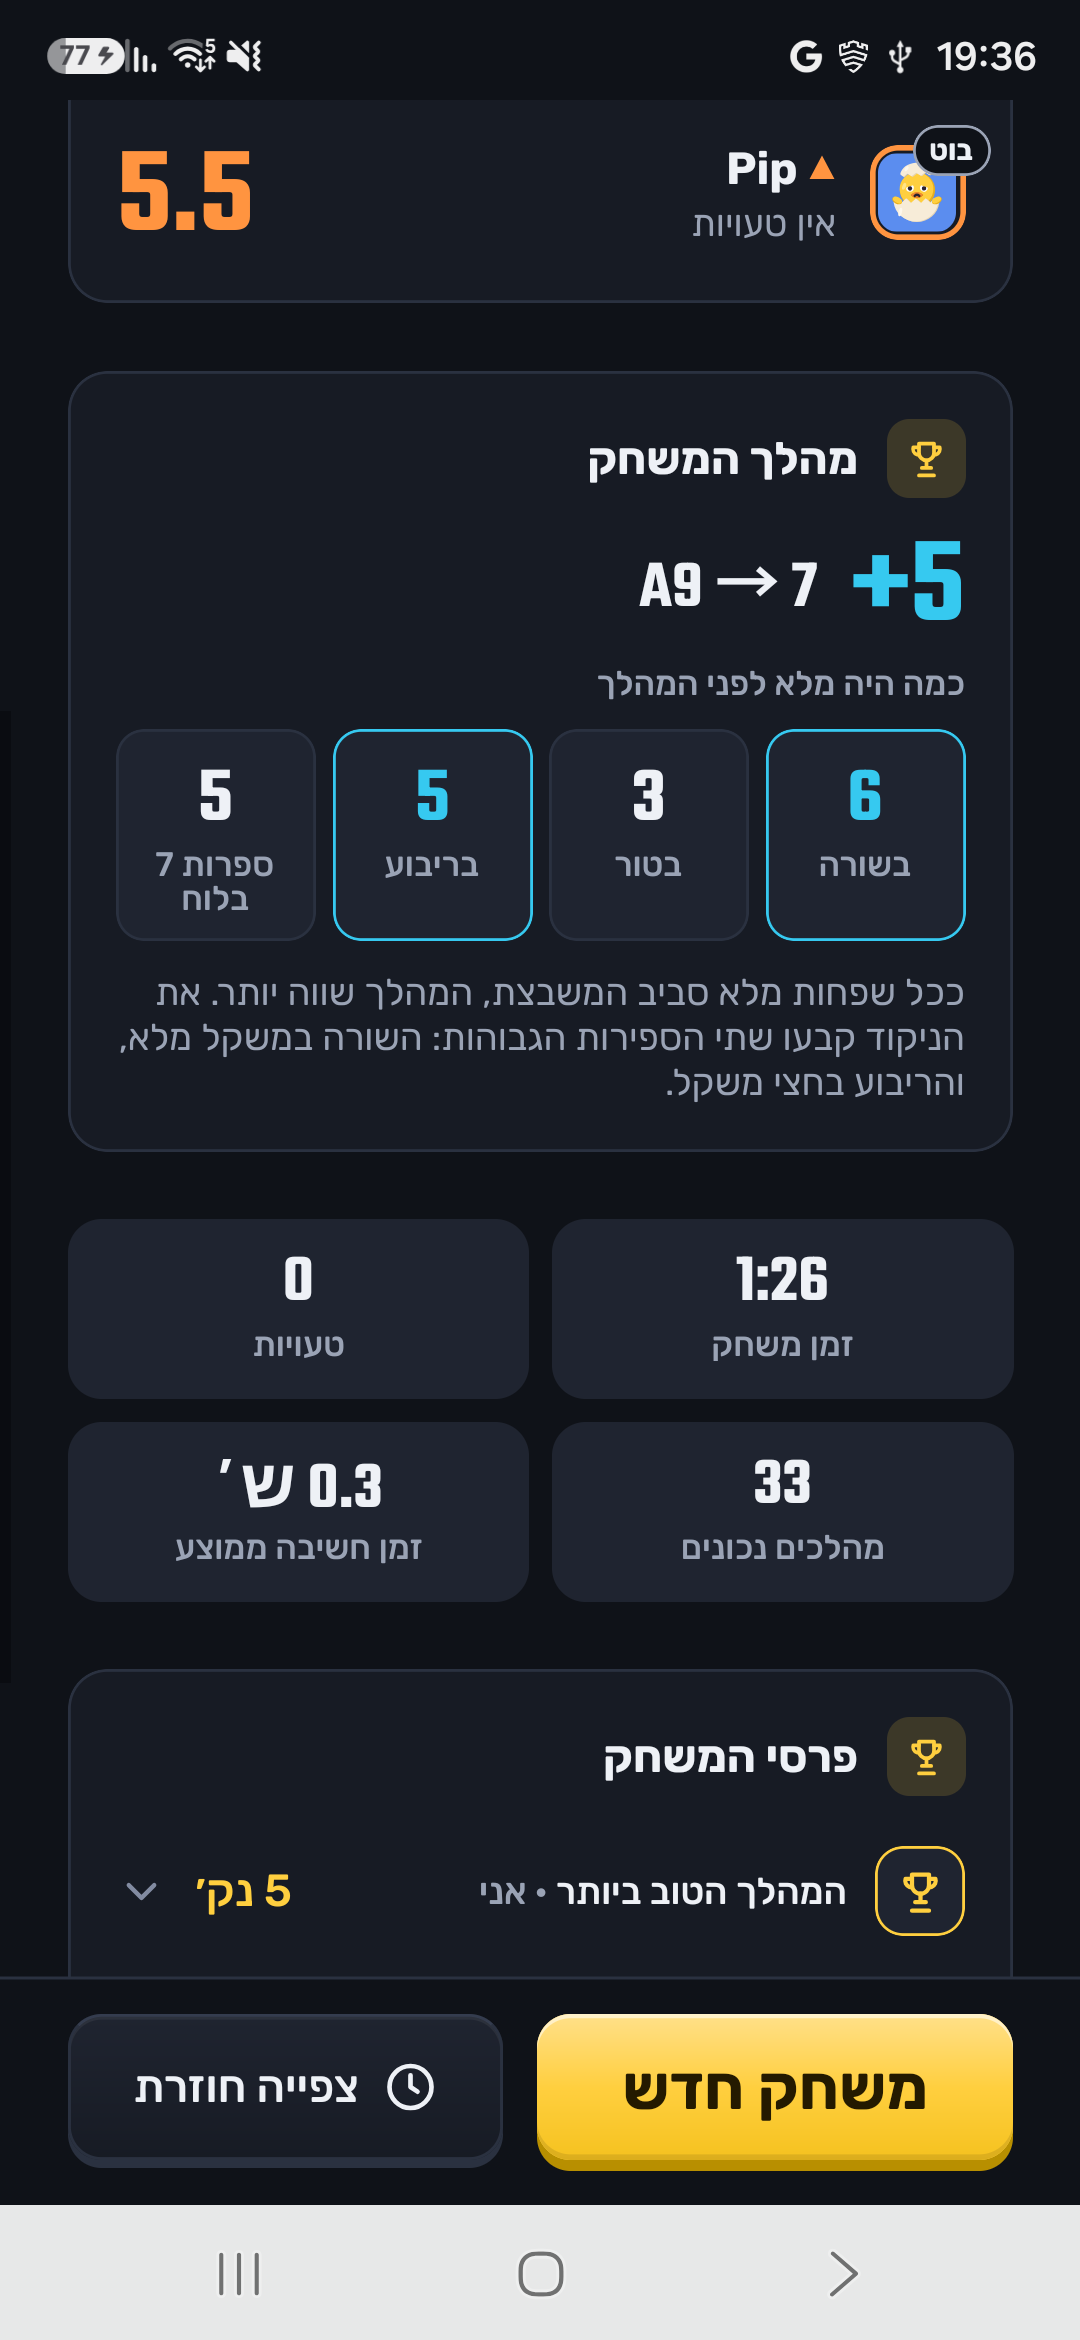 77
5
G
19:36
בוט
Pip
5.5
אין טעויות
מהלך המשחק
+5
A9 → 7
כמה היה מלא לפני המהלך
6
3
5
5
בשורה
בטור
בריבוע
ספרות 7
בלוח
ככל שפחות מלא סביב המשבצת, המהלך שווה יותר. את
הניקוד קבעו שתי הספירות הגבוהות: השורה במשקל מלא,
והריבוע בחצי משקל.
1:26
0
זמן משחק
טעויות
33
0.3 ש׳
מהלכים נכונים
זמן חשיבה ממוצע
פרסי המשחק
המהלך הטוב ביותר • אני
5 נק׳
משחק חדש
צפייה חוזרת